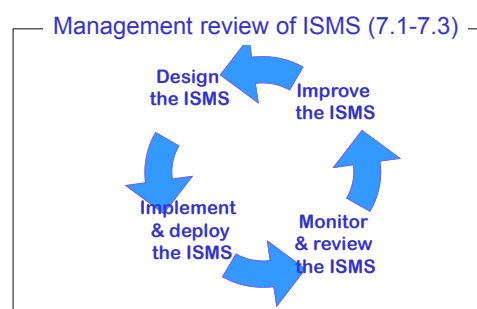 Management review of ISMS (7.1-7.3)
Design
the ISMS
Improve
the ISMS
Implement
& deploy
the ISMS
Monitor
& review
the ISMS